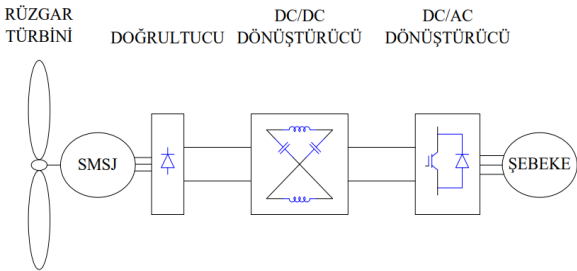 RÜZGAR
TÜRBİNİ
DOĞRULTUCU
DC/DC
DÖNÜŞTÜRÜCÜ
DC/AC
DÖNÜŞTÜRÜCÜ
SMSJ
ŞEBEKE